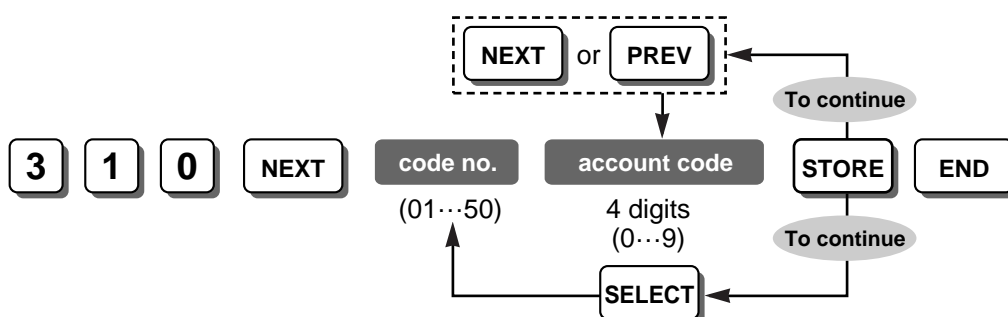 NEXT or PREV
To continue
3 1 0 NEXT code no. account code STORE END
(01···50) 4 digits
(0···9)
To continue
SELECT